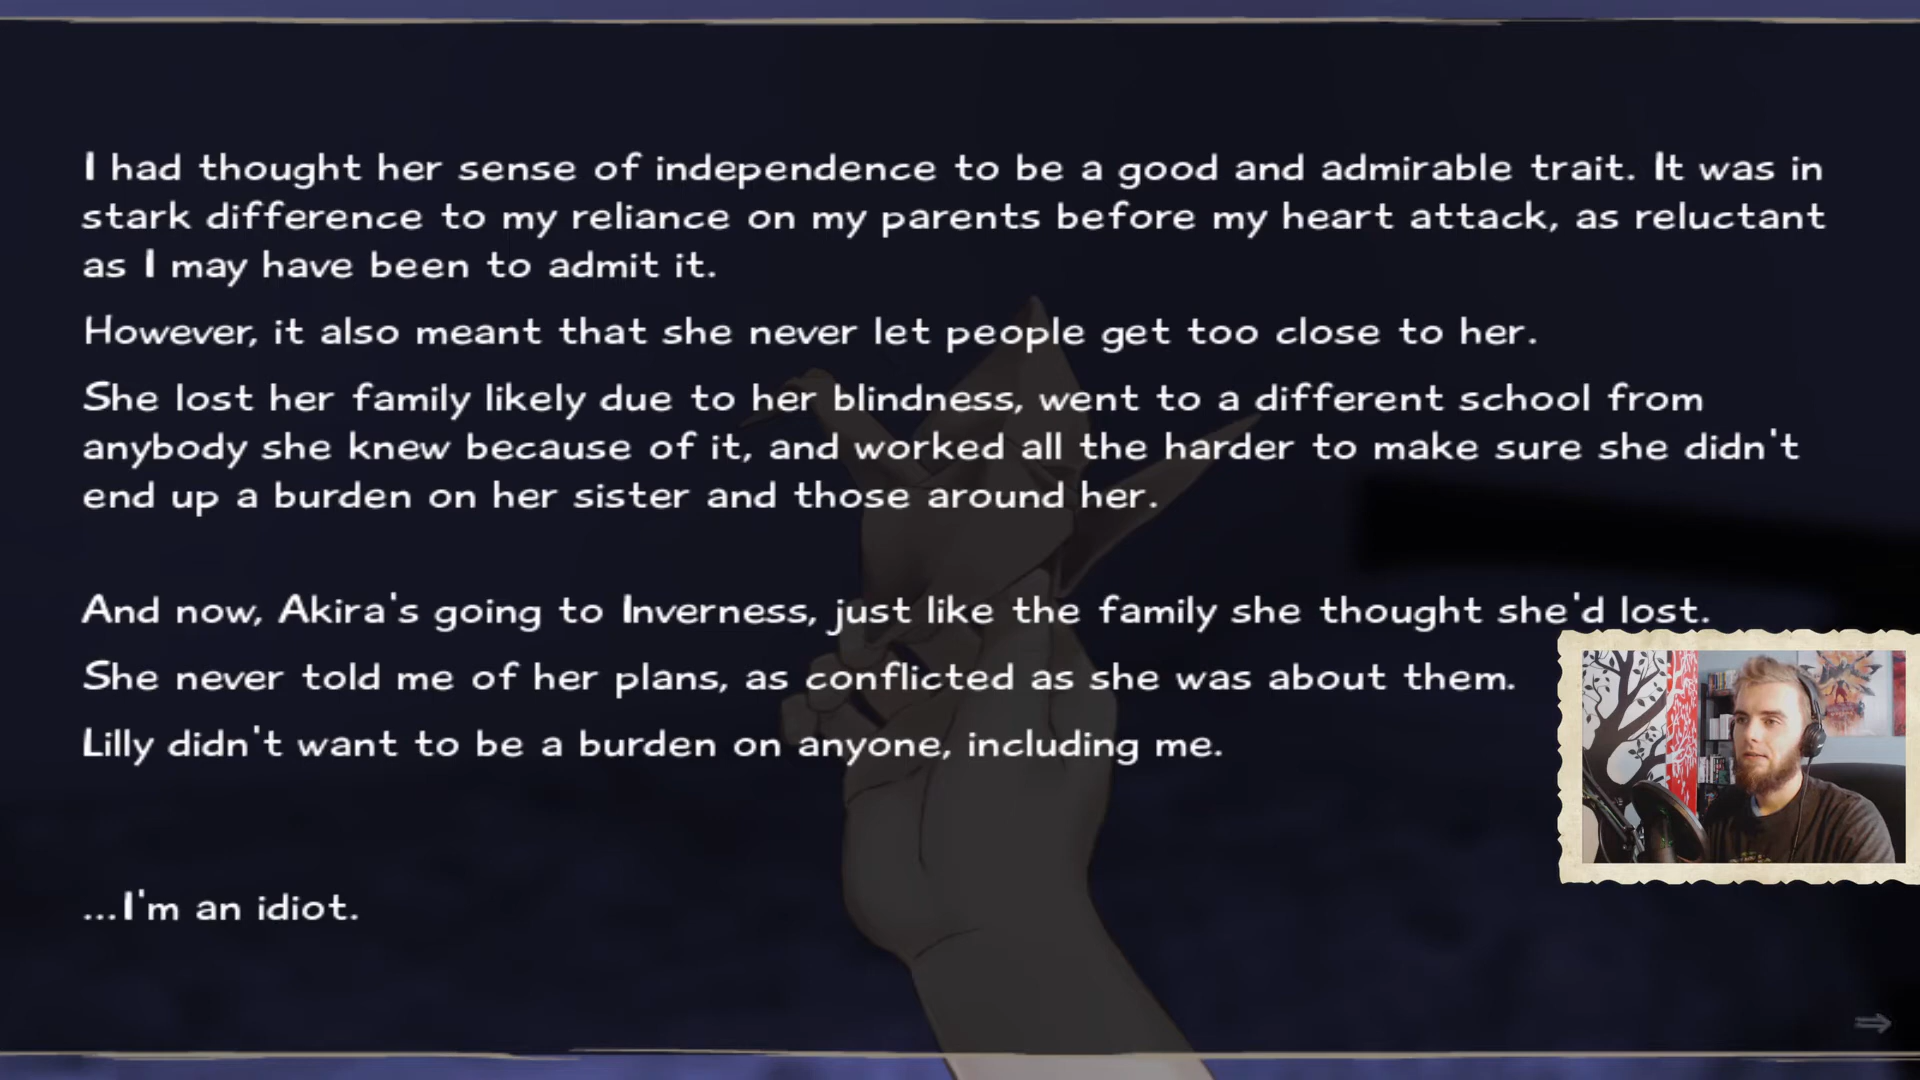 I had thought her sense of independence to be a good and admirable trait. It was in
stark difference to my reliance on my parents before my heart attack, as reluctant
as I may have been to admit it.
However, it also meant that she never let people get too close to her.
She lost her family likely due to her blindness, went to a different school from
anybody she knew because of it, and worked all the harder to make sure she didn't
end up a burden on her sister and those around her.
And now, Akira's going to Inverness, just like the family she thought she'd lost.
She never told me of her plans, as conflicted as she was about them.
Lilly didn't want to be a burden on anyone, including me.
...I'm an idiot.